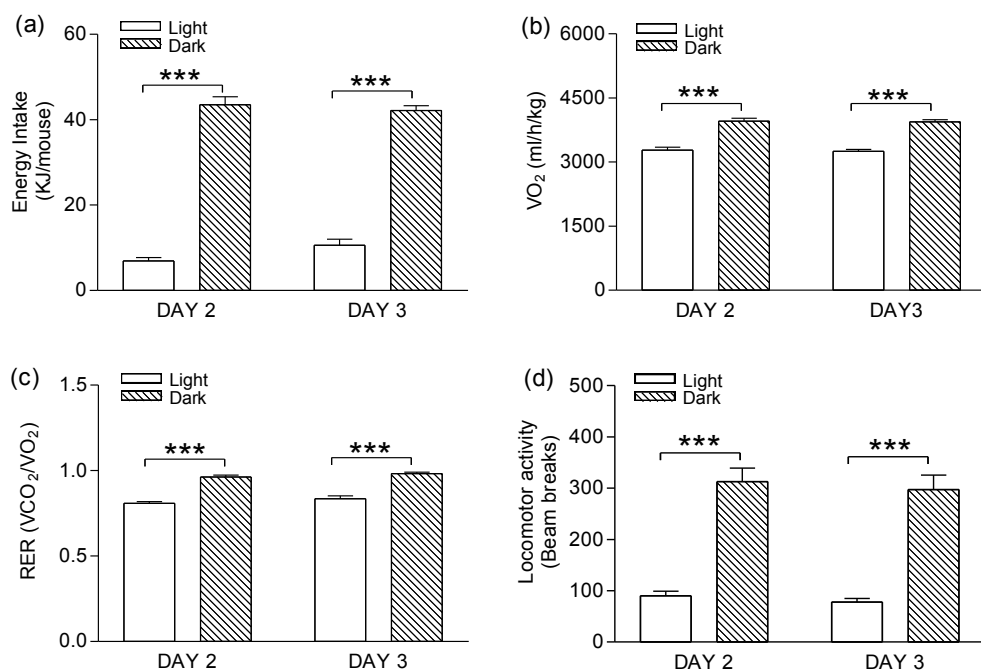 (a)
Light
Dark
Energy Intake
(KJ/mouse)
60
40
20
0
***
***
DAY 2
DAY 3
(b)
Light
Dark
VO₂ (ml/h/kg)
6000
4500
3000
1500
0
***
***
DAY 2
DAY3
(c)
Light
Dark
RER (VCO₂/VO₂)
1.5
1.0
0.5
0.0
***
***
DAY 2
DAY 3
(d)
Light
Dark
Locomotor activity
(Beam breaks)
500
400
300
200
100
0
***
***
DAY 2
DAY 3